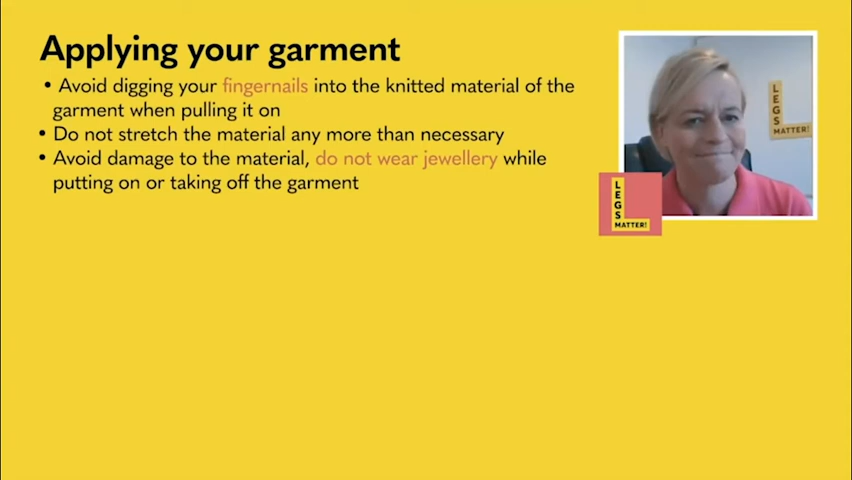 Applying your garment
• Avoid digging your fingernails into the knitted material of the
garment when pulling it on
• Do not stretch the material any more than necessary
• Avoid damage to the material, do not wear jewellery while
putting on or taking off the garment
LEGS
MATTER!
LEGS
MATTER!